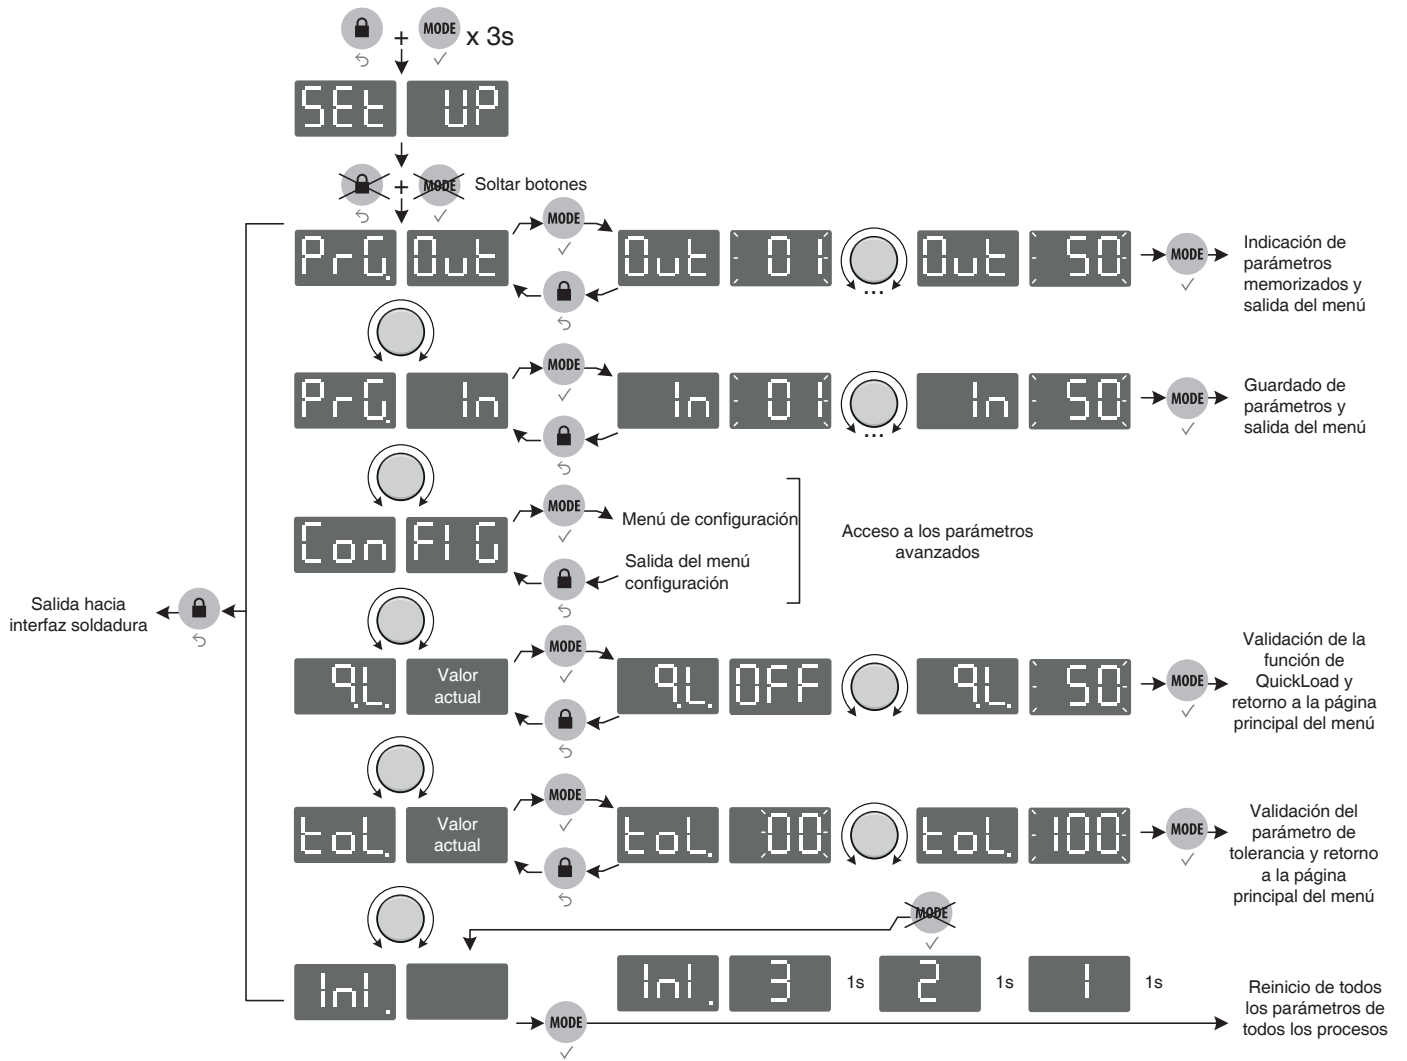 MODE x 3s
+
SEt UP
MODE Soltar botones
+
PrG. Out MODE Out 01 ... Out 50 MODE
Indicación de
parámetros
memorizados y
salida del menú
PrG. In MODE In 01 ... In 50 MODE
Guardado de
parámetros y
salida del menú
Con FIG MODE
Menú de configuración
Salida del menú
configuración
Acceso a los parámetros
avanzados
Salida hacia
interfaz soldadura
q.L. Valor
actual
MODE q.L. OFF q.L. 50 MODE
Validación de la
función de
QuickLoad y
retorno a la página
principal del menú
toL. Valor
actual
MODE toL. 00 toL. 100 MODE
Validación del
parámetro de
tolerancia y retorno
a la página
principal del menú
MODE
InI. InI. 3 1s 2 1s 1 1s
MODE
Reinicio de todos
los parámetros de
todos los procesos